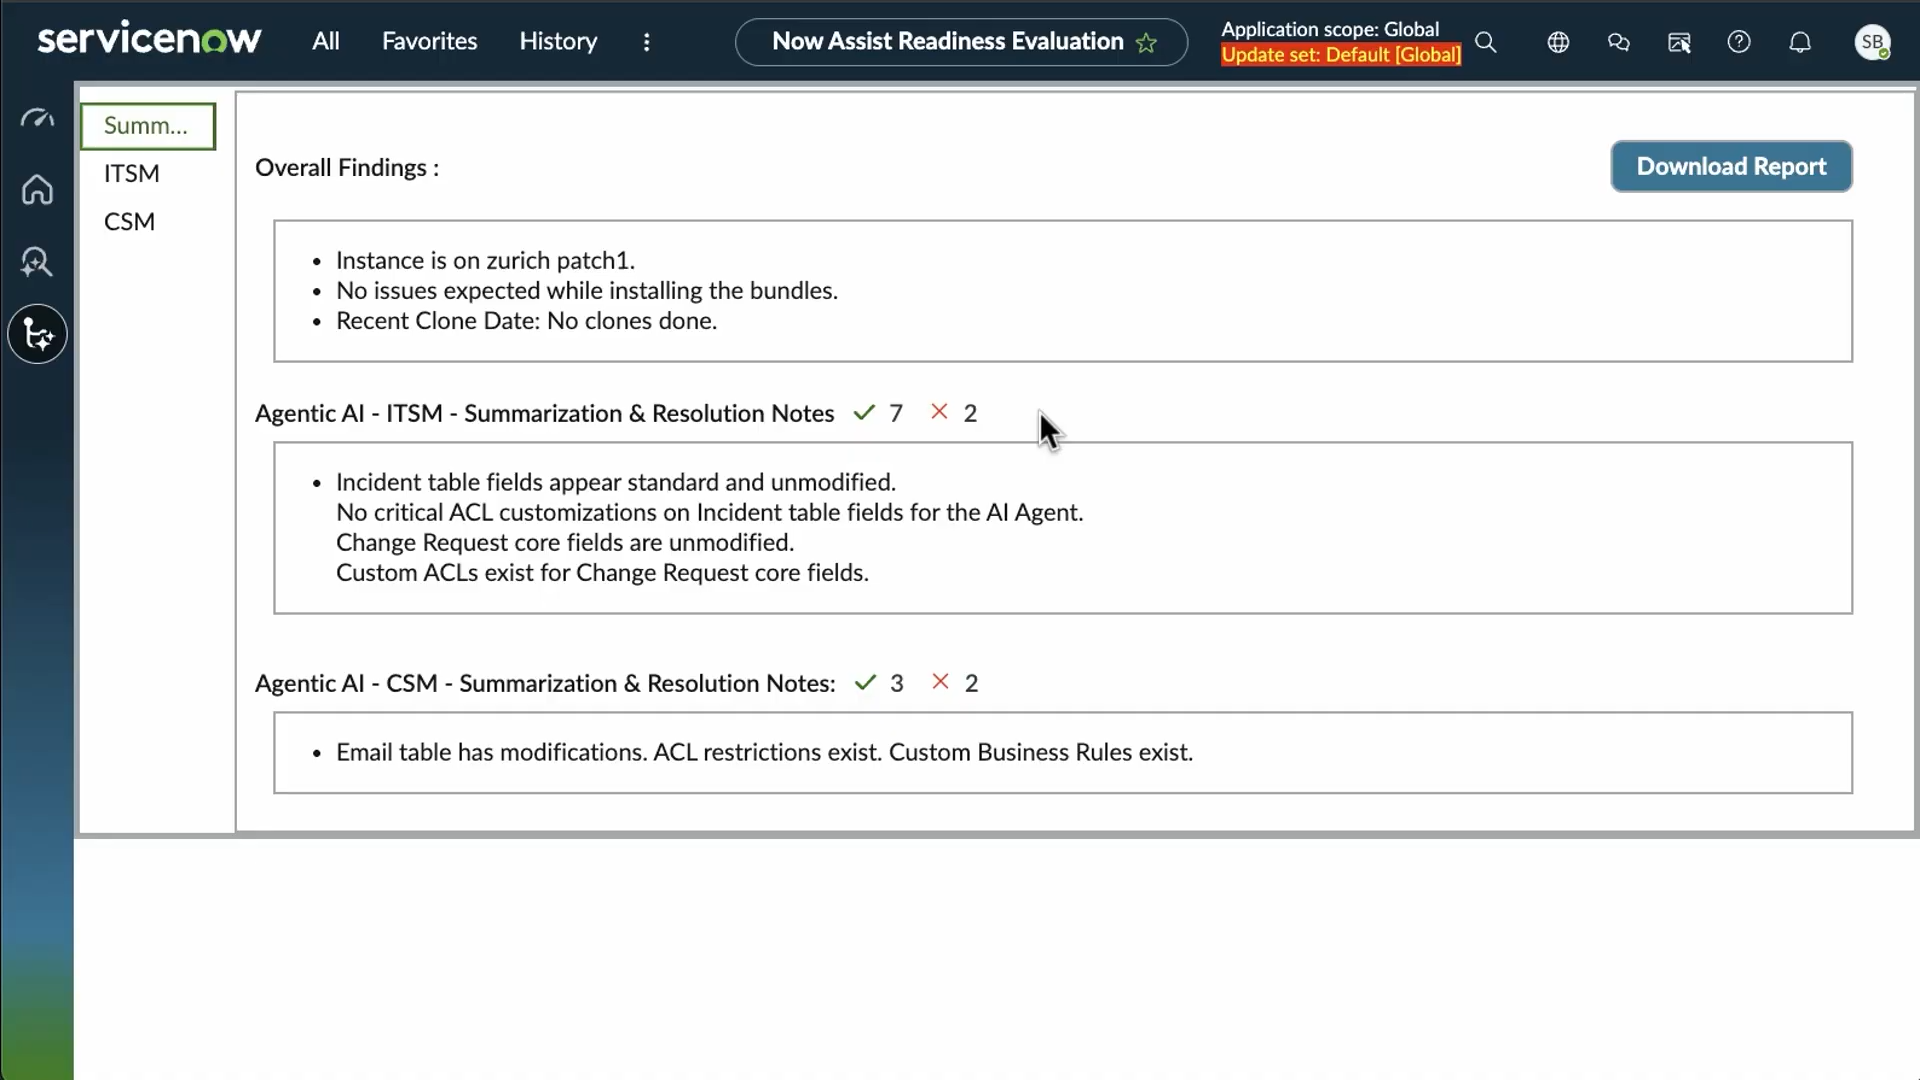 servicenow
All
Favorites
History
Now Assist Readiness Evaluation
Application scope: Global
Update set: Default [Global]
SB
Summ...
ITSM
CSM
Overall Findings :
Download Report
• Instance is on zurich patch1.
• No issues expected while installing the bundles.
• Recent Clone Date: No clones done.
Agentic AI - ITSM - Summarization & Resolution Notes ✓ 7 ✕ 2
• Incident table fields appear standard and unmodified.
No critical ACL customizations on Incident table fields for the AI Agent.
Change Request core fields are unmodified.
Custom ACLs exist for Change Request core fields.
Agentic AI - CSM - Summarization & Resolution Notes: ✓ 3 ✕ 2
• Email table has modifications. ACL restrictions exist. Custom Business Rules exist.